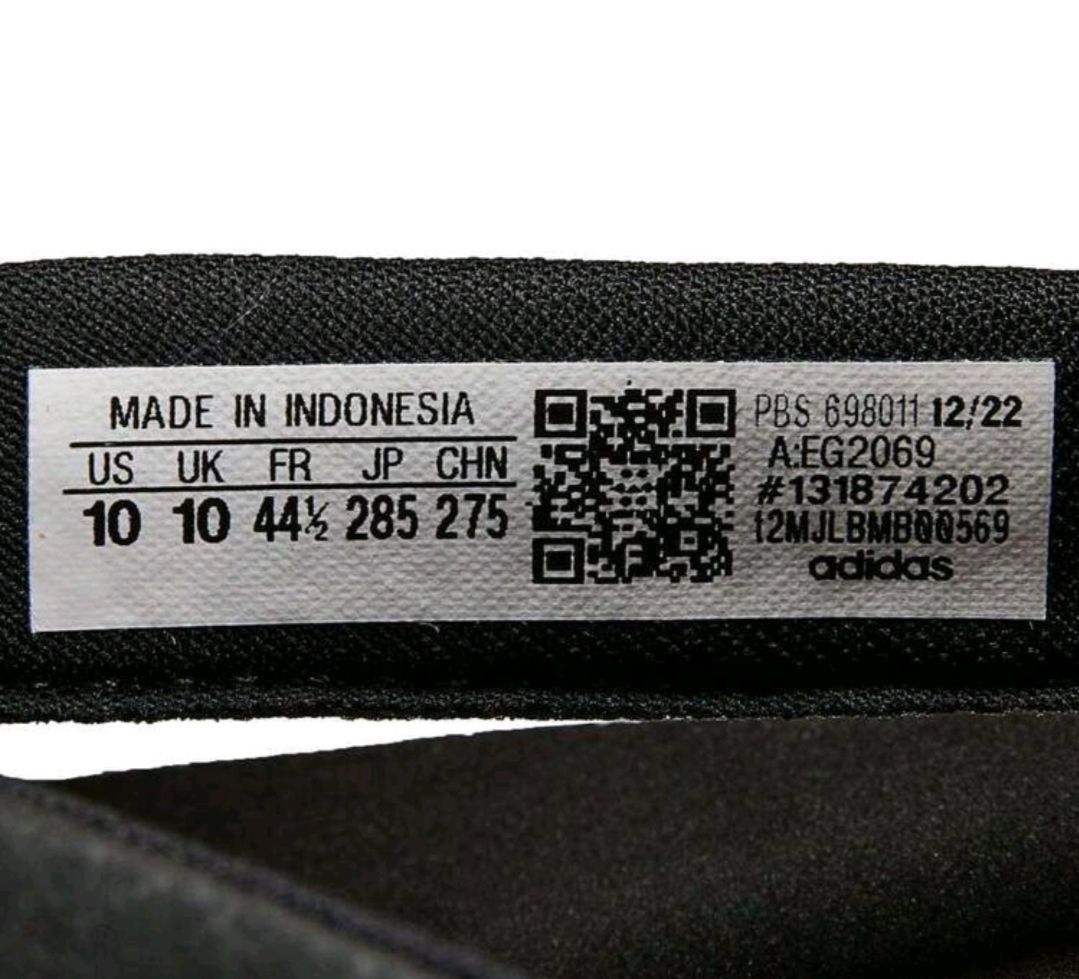 MADE IN INDONESIA
US UK FR JP CHN
10 10 44½ 285 275
PBS 698011 12/22
A:EG2069
#131874202
t2MJLBMB00569
adidas